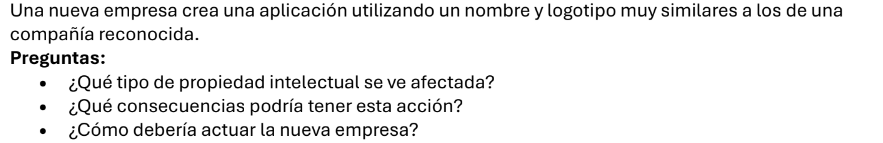 Una nueva empresa crea una aplicación utilizando un nombre y logotipo muy similares a los de una
compañía reconocida.
Preguntas:
• ¿Qué tipo de propiedad intelectual se ve afectada?
• ¿Qué consecuencias podría tener esta acción?
• ¿Cómo debería actuar la nueva empresa?